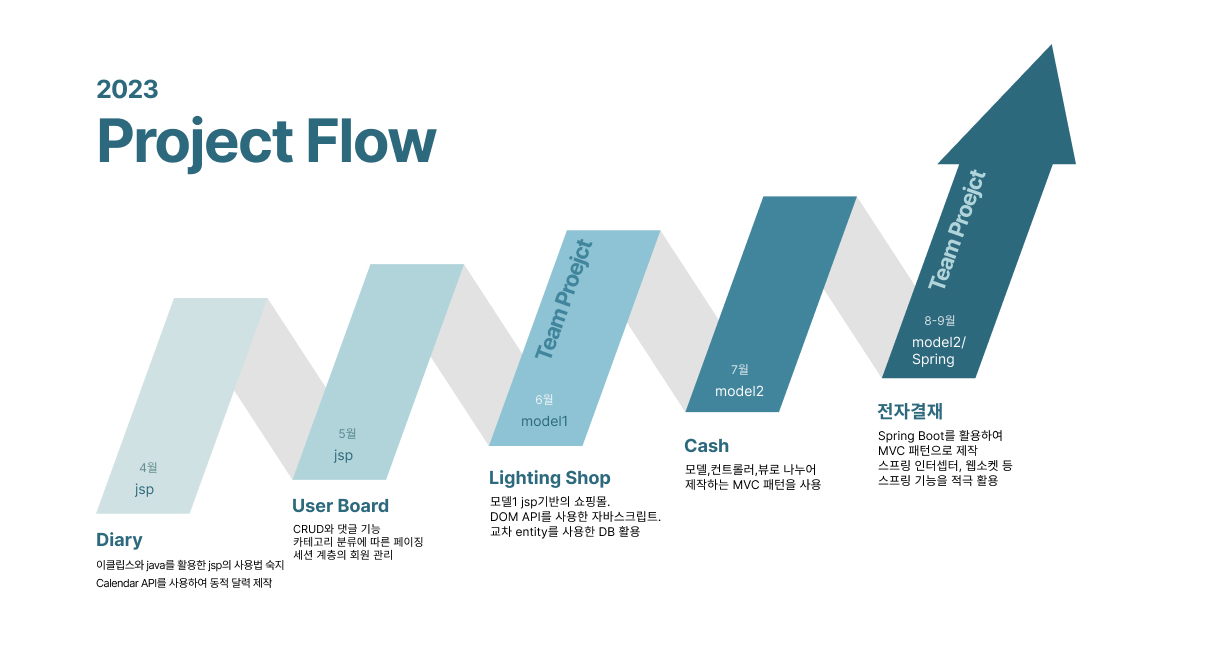 2023
Project Flow
4월
jsp
Diary
이클립스와 java를 활용한 jsp의 사용법 숙지
Calendar API를 사용하여 동적 달력 제작
5월
jsp
User Board
CRUD와 댓글 기능
카테고리 분류에 따른 페이징
세션 계층의 회원 관리
Team Proejct
6월
model1
Lighting Shop
모델1 jsp기반의 쇼핑몰.
DOM API를 사용한 자바스크립트.
교차 entity를 사용한 DB 활용
7월
model2
Cash
모델,컨트롤러,뷰로 나누어
제작하는 MVC 패턴을 사용
Team Proejct
8-9월
model2/
Spring
전자결재
Spring Boot를 활용하여
MVC 패턴으로 제작
스프링 인터셉터, 웹소켓 등
스프링 기능을 적극 활용